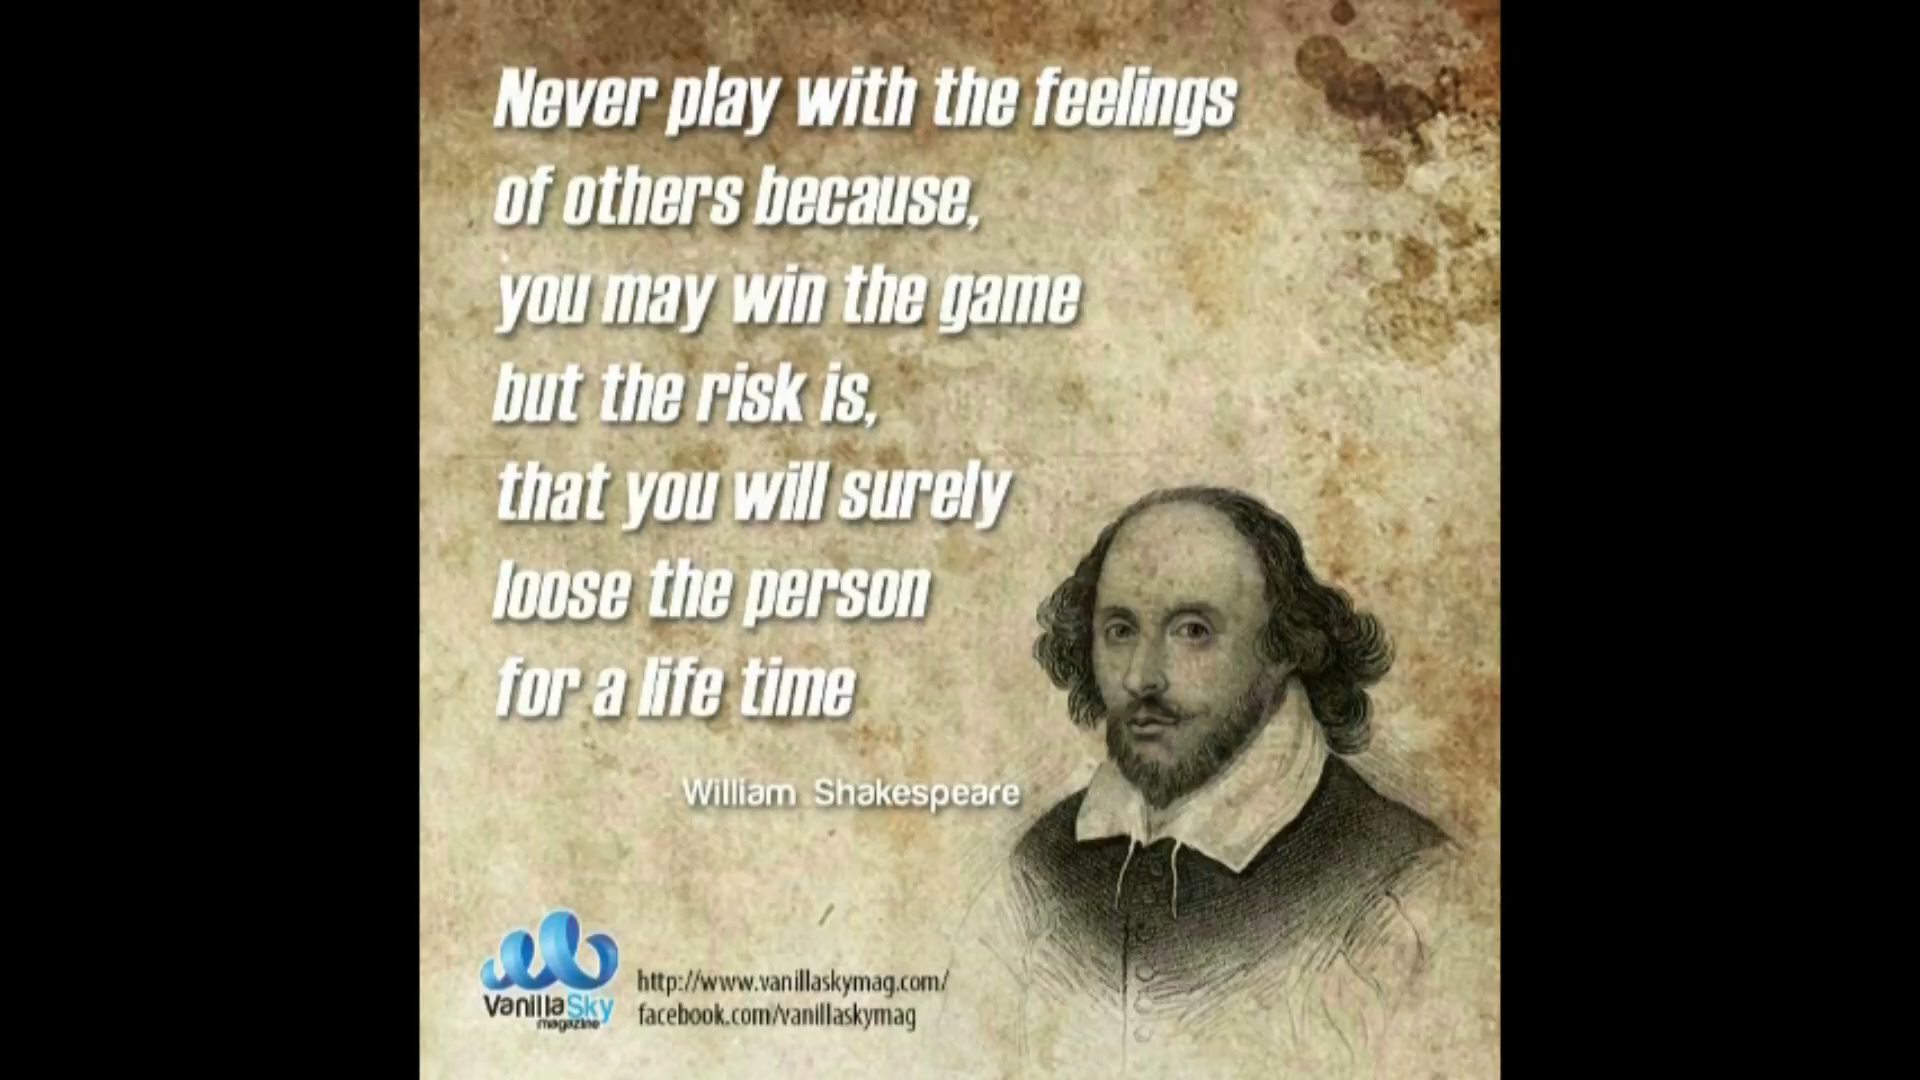 Never play with the feelings
of others because,
you may win the game
but the risk is,
that you will surely
loose the person
for a life time
- William Shakespeare
VanillaSky
magazine
http://www.vanillaskymag.com/
facebook.com/vanillaskymag